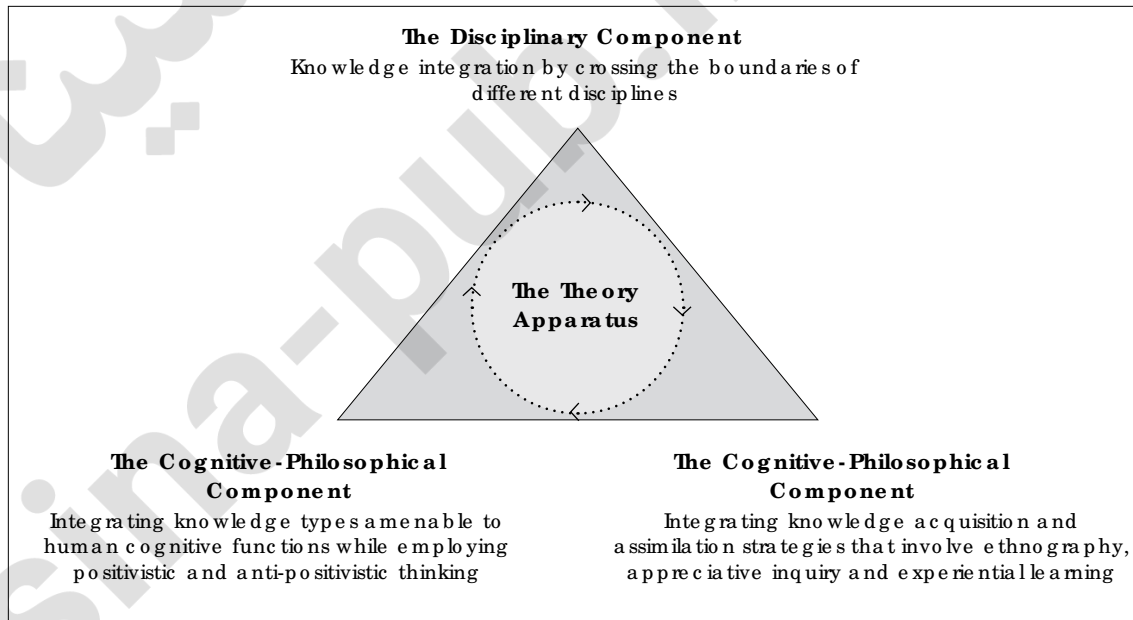 The Disciplinary Component
Knowledge integration by crossing the boundaries of
different disciplines
The Theory
Apparatus
The Cognitive-Philosophical
Component
Integrating knowledge types amenable to
human cognitive functions while employing
positivistic and anti-positivistic thinking
The Cognitive-Philosophical
Component
Integrating knowledge acquisition and
assimilation strategies that involve ethnography,
appreciative inquiry and experiential learning
sina-pub.